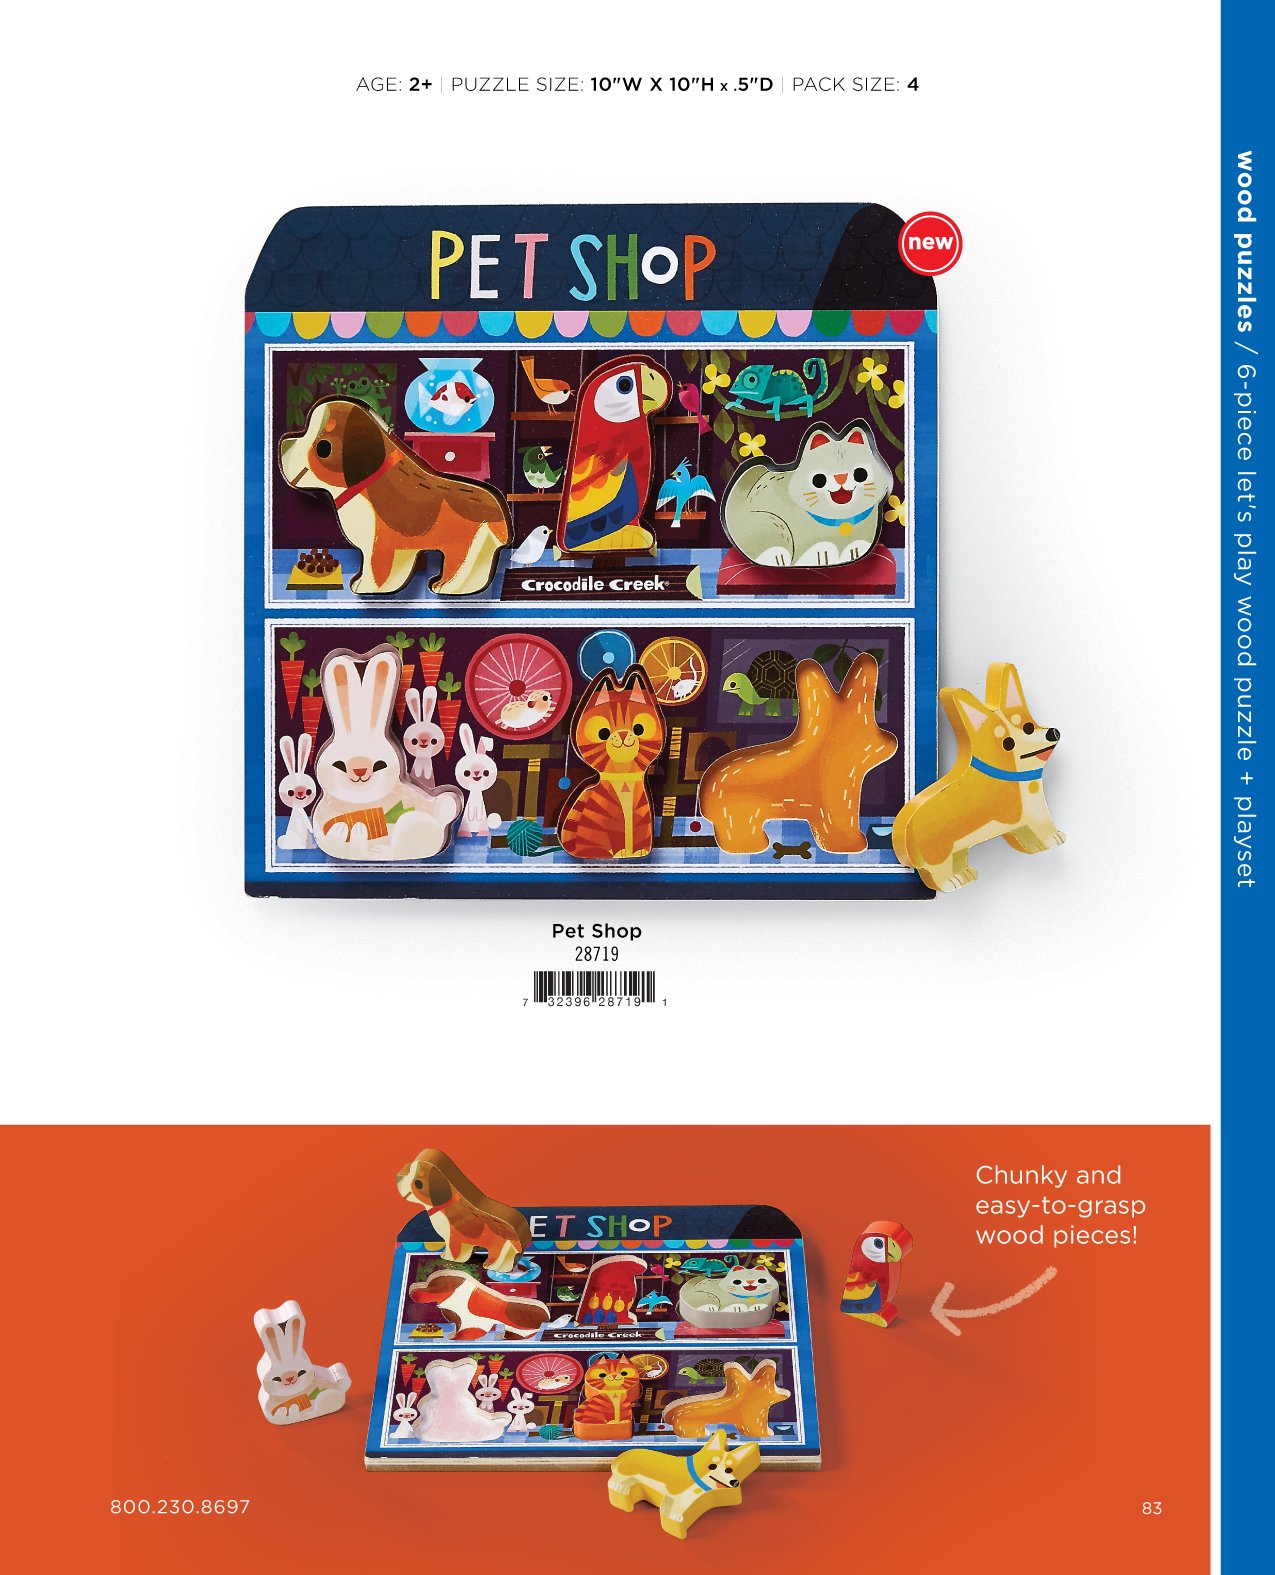 AGE: 2+ | PUZZLE SIZE: 10"W X 10"H x .5"D | PACK SIZE: 4
PET SHOP
new
Crocodile Creek®
Pet Shop
28719
7 32396 28719 1
wood puzzles / 6-piece let's play wood puzzle + playset
Chunky and
easy-to-grasp
wood pieces!
ET SHOP
Crocodile Creek
800.230.8697
83